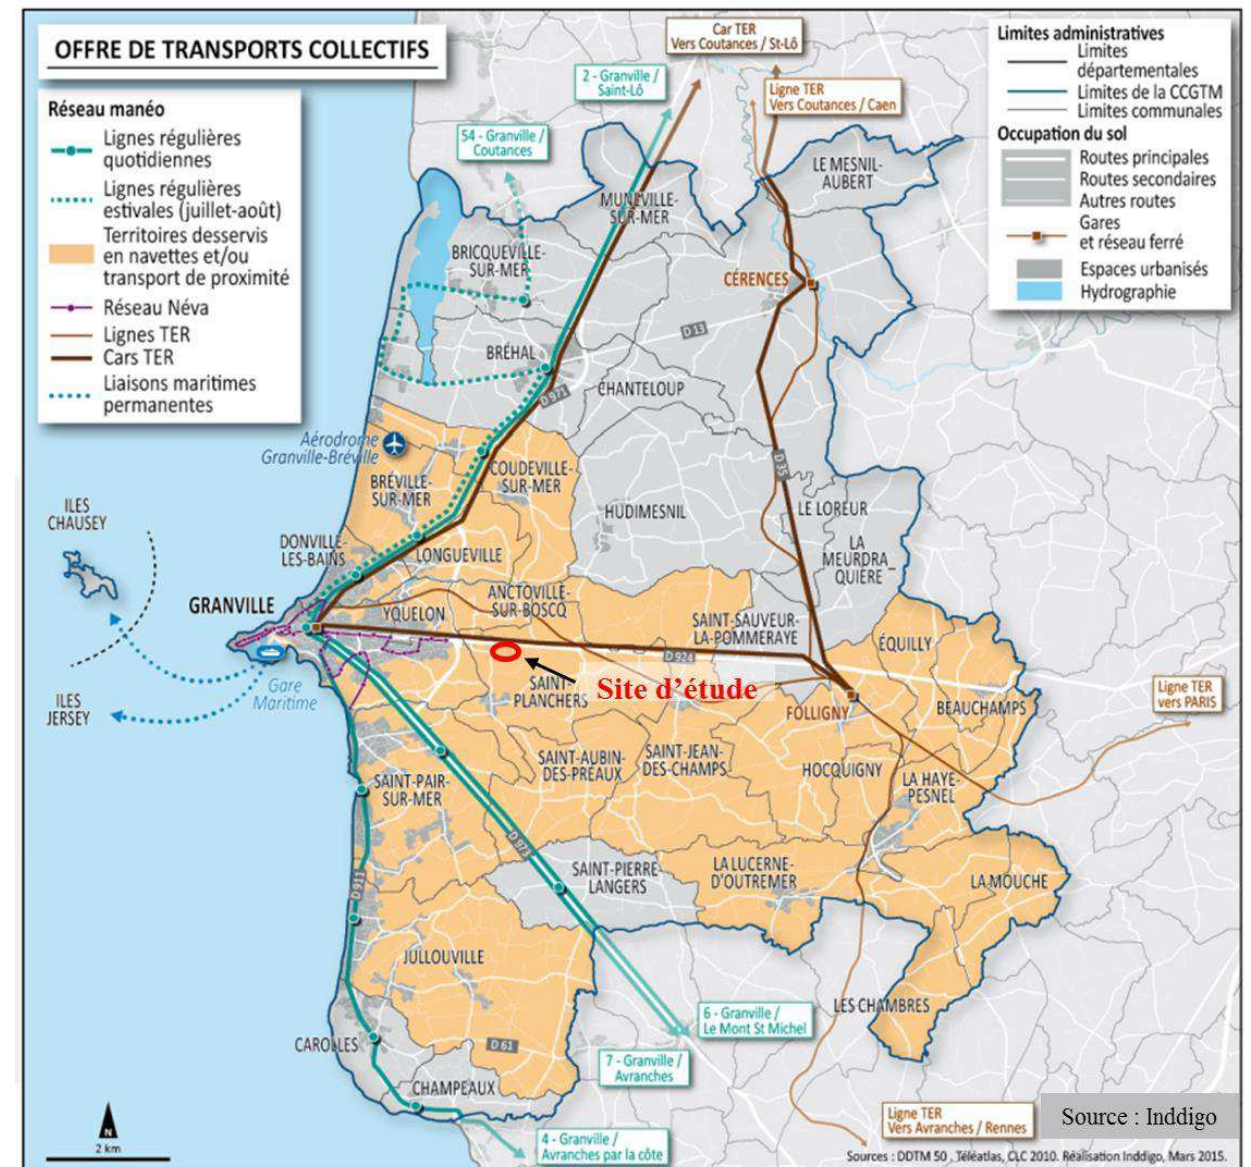 OFFRE DE TRANSPORTS COLLECTIFS
Réseau manéo
Lignes régulières
quotidiennes
Lignes régulières
estivales (juillet-août)
Territoires desservis
en navettes et/ou
transport de proximité
Réseau Néva
Lignes TER
Cars TER
Liaisons maritimes
permanentes
Limites administratives
Limites
départementales
Limites de la CCGTM
Limites communales
Occupation du sol
Routes principales
Routes secondaires
Autres routes
Gares
et réseau ferré
Espaces urbanisés
Hydrographie
Car TER
Vers Coutances / St-Lô
2 - Granville /
Saint-Lô
Ligne TER
Vers Coutances / Caen
54 - Granville /
Coutances
LE MESNIL-
AUBERT
MUNEVILLE-
SUR-MER
BRICQUEVILLE-
SUR-MER
CÉRENCES
D 13
BRÉHAL
CHANTELOUP
D 971
Aérodrome
Granville-Bréville
COUDEVILLE-
SUR-MER
BRÉVILLE-
SUR-MER
D 35
HUDIMESNIL
LE LOREUR
ILES
CHAUSEY
DONVILLE-
LES-BAINS
LONGUEVILLE
LA
MEURDRA_
QUIÈRE
GRANVILLE
YQUELON
ANCTOVILLE-
SUR-BOSCQ
SAINT-SAUVEUR-
LA-POMMERAYE
ÉQUILLY
D 924
Gare
Maritime
ILES
JERSEY
SAINT-
PLANCHERS
Site d’étude
FOLLIGNY
BEAUCHAMPS
Ligne TER
vers PARIS
SAINT-AUBIN-
DES-PREAUX
SAINT-JEAN-
DES-CHAMPS
HOCQUIGNY
LA HAYE-
PESNEL
SAINT-PAIR-
SUR-MER
D 973
D 911
SAINT-PIERRE-
LANGERS
LA LUCERNE-
D'OUTREMER
LA MOUCHE
JULLOUVILLE
LES CHAMBRES
6 - Granville /
Le Mont St Michel
CAROLLES
D 61
7 - Granville /
Avranches
CHAMPEAUX
4 - Granville /
Avranches par la côte
Ligne TER
Vers Avranches / Rennes
Source : Inddigo
N
2 km
Sources : DDTM 50 , Téléatlas, CLC 2010. Réalisation Inddigo, Mars 2015.